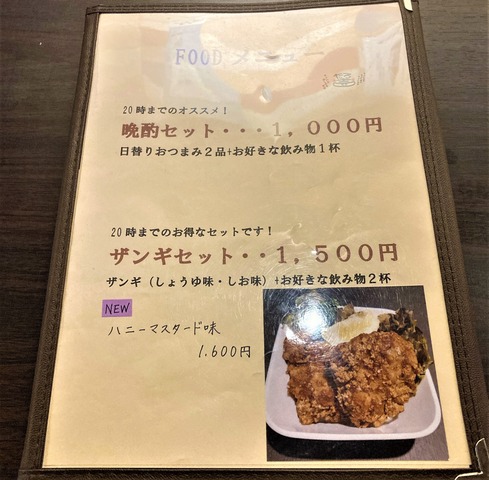 FOOD メニュー
20時までのオススメ！
晩酌セット・・・１，０００円
日替りおつまみ２品+お好きな飲み物１杯
20時までのお得なセットです！
ザンギセット・・１，５００円
ザンギ（しょうゆ味・しお味）+お好きな飲み物２杯
NEW
ハニーマスタード味
1.600円